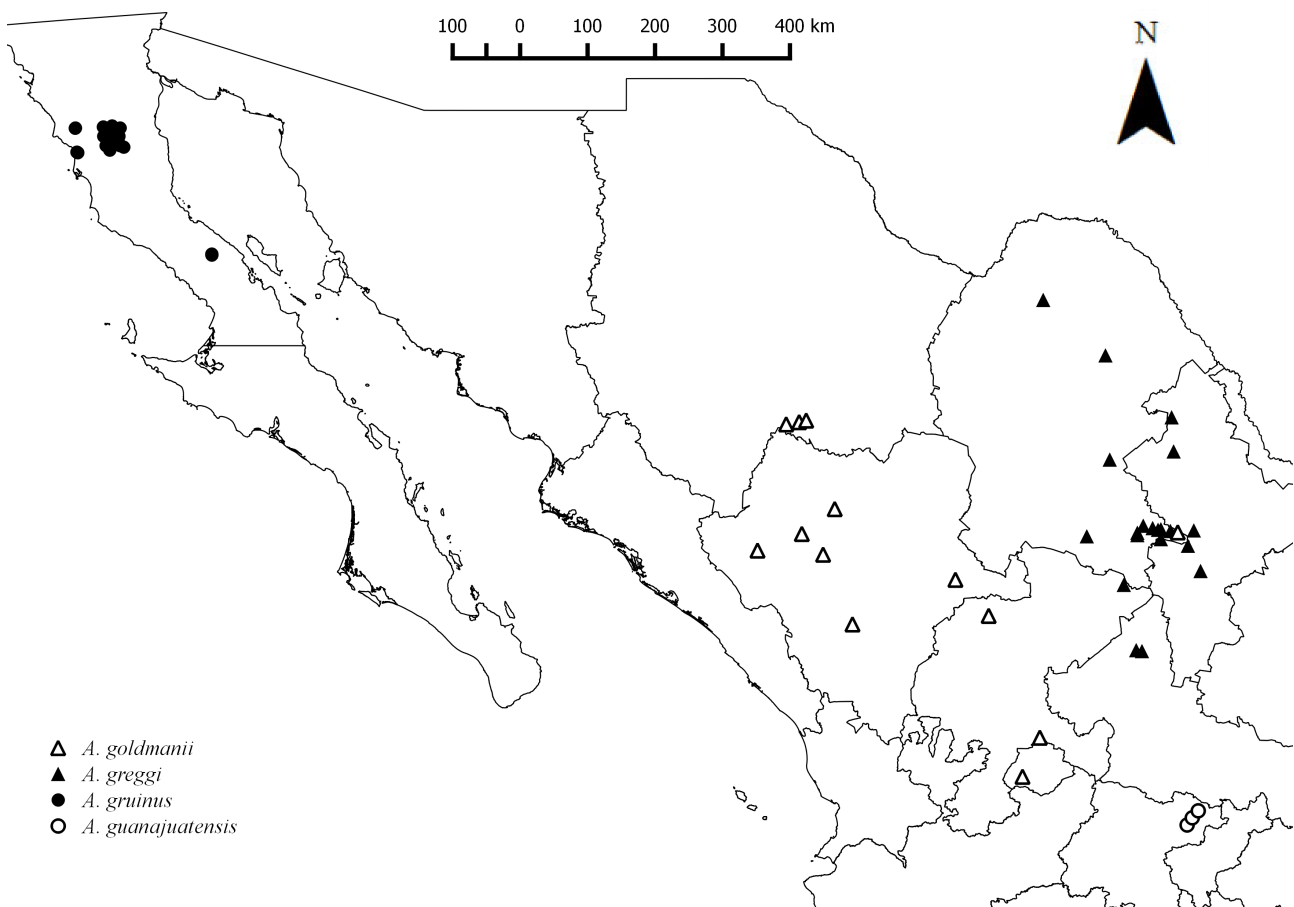 100 0 100 200 300 400 km
N
A. goldmanii
A. greggi
A. gruinus
A. guanajuatensis